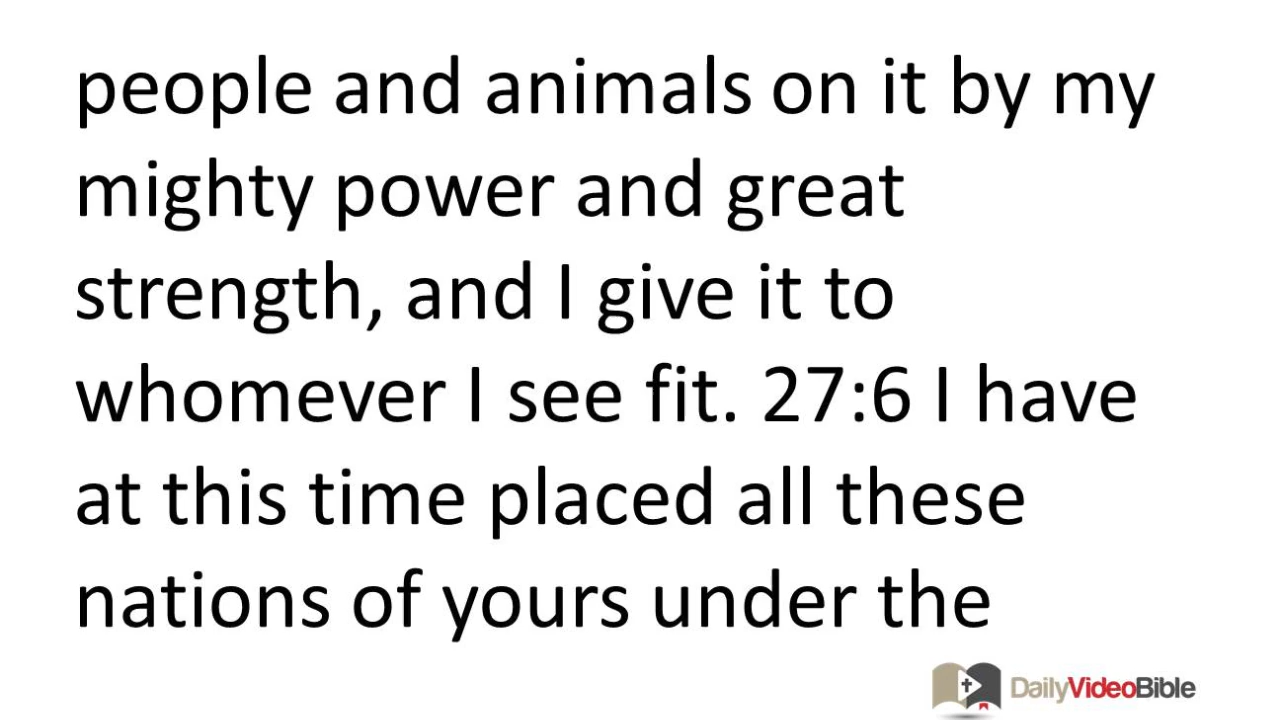 people and animals on it by my
mighty power and great
strength, and I give it to
whomever I see fit. 27:6 I have
at this time placed all these
nations of yours under the
DailyVideoBible